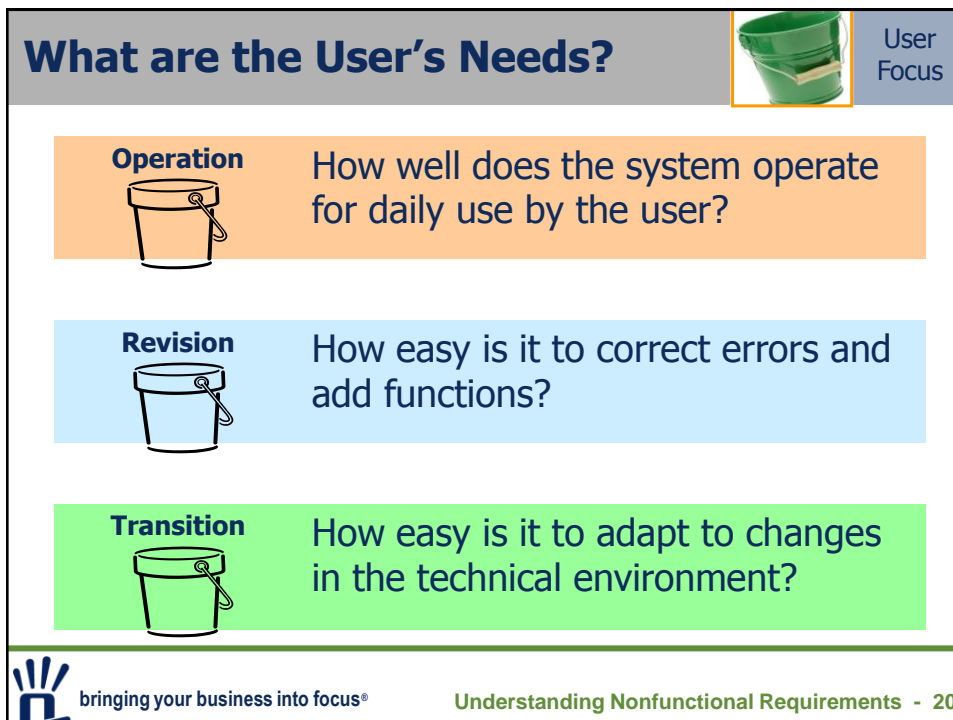 What are the User's Needs?
User
Focus
Operation
How well does the system operate
for daily use by the user?
Revision
How easy is it to correct errors and
add functions?
Transition
How easy is it to adapt to changes
in the technical environment?
bringing your business into focus®
Understanding Nonfunctional Requirements - 20